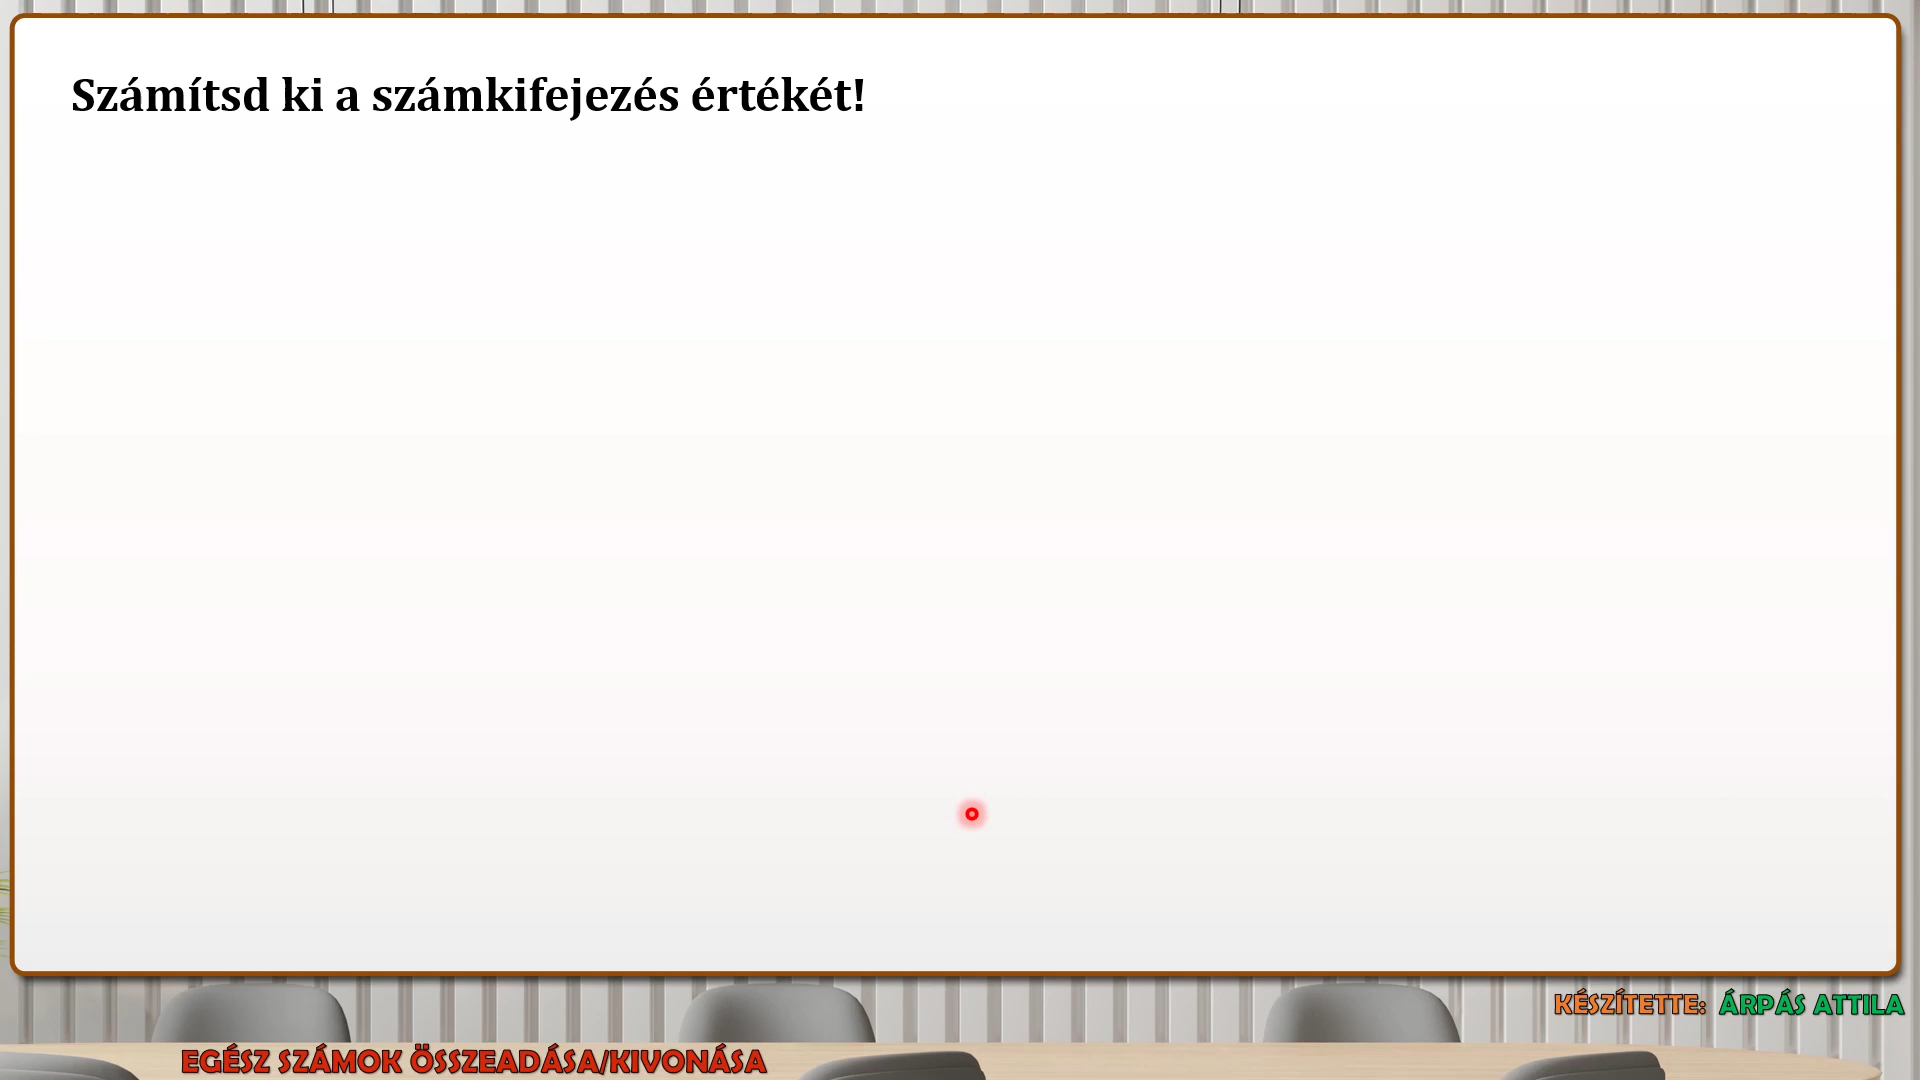 Számítsd ki a számkifejezés értékét!
KÉSZÍTETTE: ÁRPÁS ATTILA
EGÉSZ SZÁMOK ÖSSZEADÁSA/KIVONÁSA